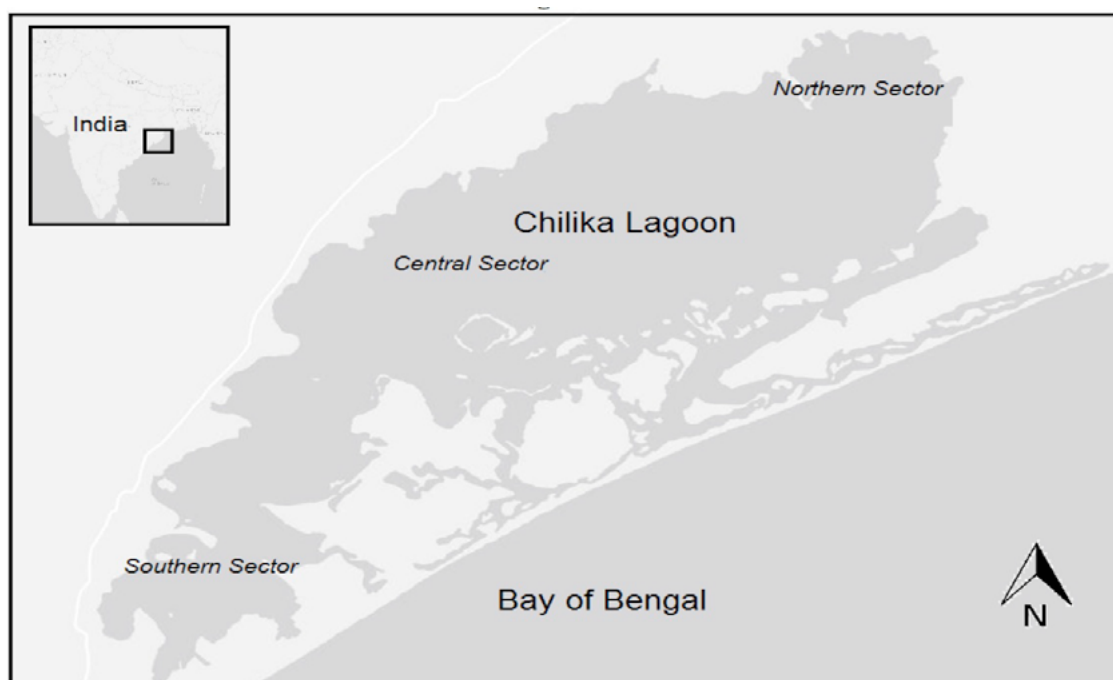 India
Northern Sector
Chilika Lagoon
Central Sector
Southern Sector
Bay of Bengal
N